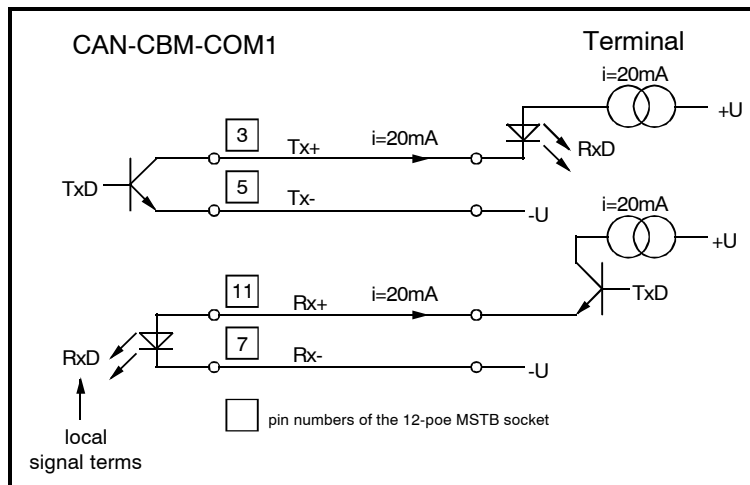 CAN-CBM-COM1
Terminal
i=20mA
+U
3
Tx+
i=20mA
RxD
TxD
5
Tx-
-U
i=20mA
+U
11
Rx+
i=20mA
TxD
RxD
7
Rx-
-U
pin numbers of the 12-poe MSTB socket
local
signal terms